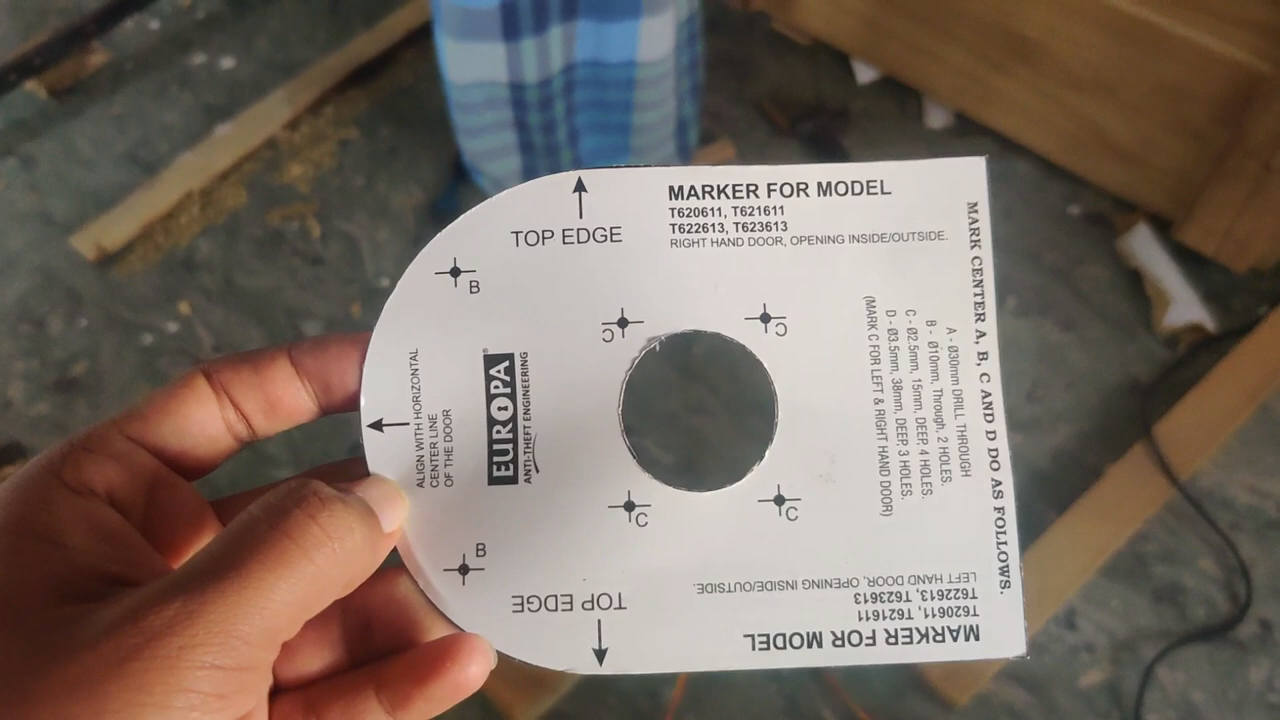 MARKER FOR MODEL
T620611, T621611
T622613, T623613
RIGHT HAND DOOR, OPENING INSIDE/OUTSIDE.
TOP EDGE
B
C
C
ALIGN WITH HORIZONTAL
CENTER LINE
OF THE DOOR
EUROPA®
ANTI-THEFT ENGINEERING
C
C
B
MARK CENTER A, B, C AND D DO AS FOLLOWS.
A - Ø30mm DRILL THROUGH
B - Ø10mm, Through, 2 HOLES.
C - Ø2.5mm, 15mm, DEEP, 4 HOLES.
D - Ø3.5mm, 38mm, DEEP, 3 HOLES.
(MARK C FOR LEFT & RIGHT HAND DOOR)
TOP EDGE
MARKER FOR MODEL
T620611, T621611
T622613, T623613
LEFT HAND DOOR, OPENING INSIDE/OUTSIDE.